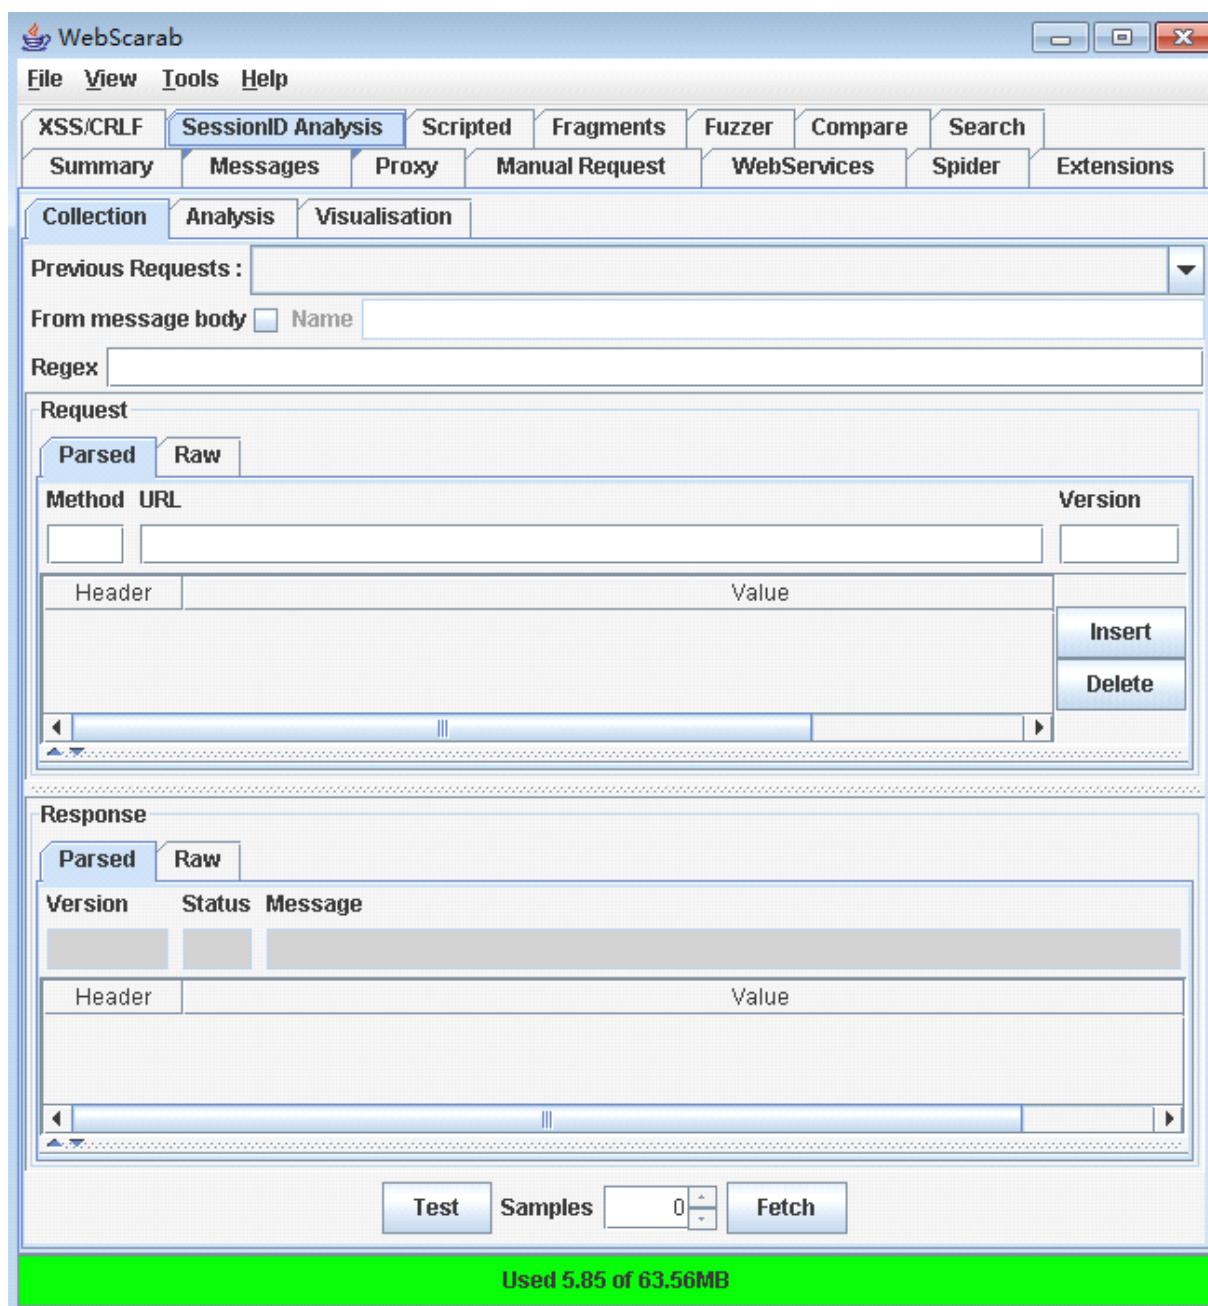 WebScarab
File View Tools Help
XSS/CRLF SessionID Analysis Scripted Fragments Fuzzer Compare Search
Summary Messages Proxy Manual Request WebServices Spider Extensions
Collection Analysis Visualisation
Previous Requests :
From message body Name
Regex
Request
Parsed Raw
Method URL Version
Header Value
Insert
Delete
Response
Parsed Raw
Version Status Message
Header Value
Test Samples 0 Fetch
Used 5.85 of 63.56MB